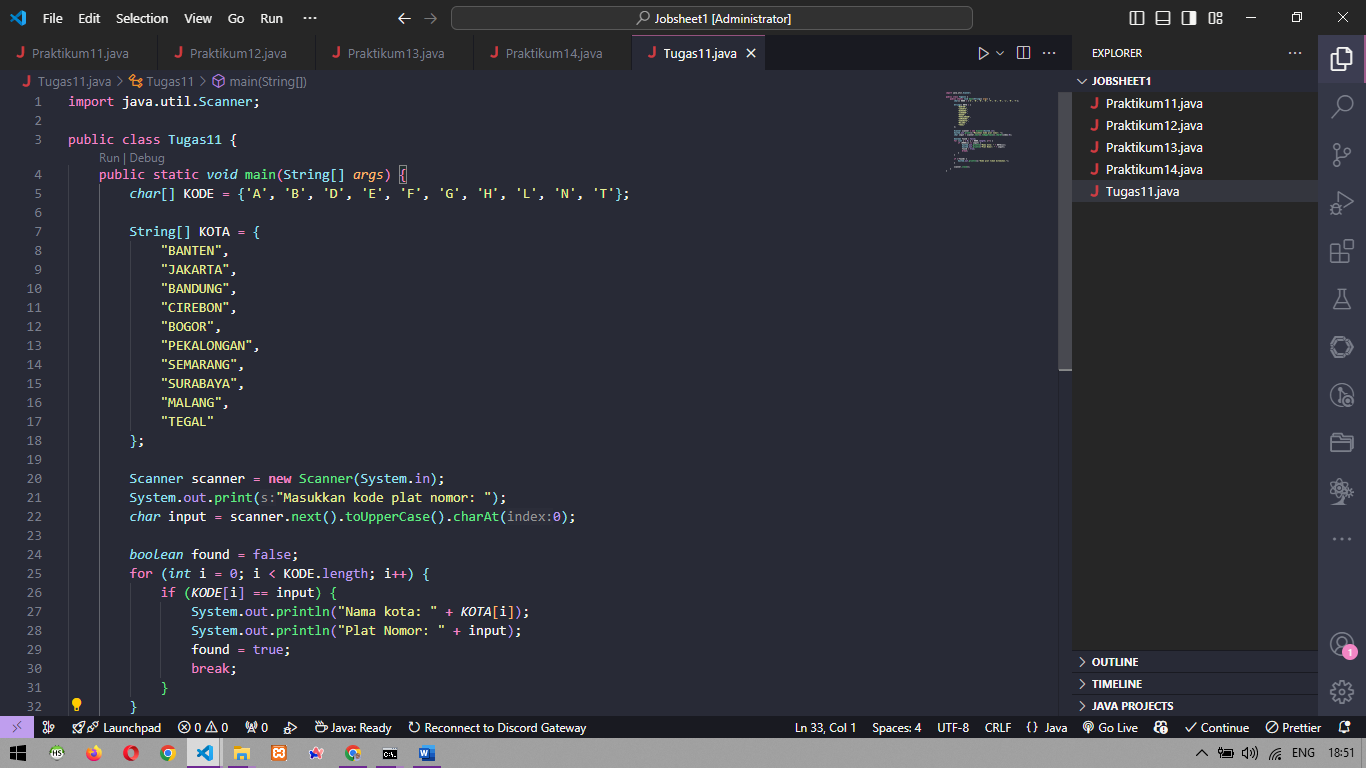 File Edit Selection View Go Run ··· Jobsheet1 [Administrator]
Praktikum11.java Praktikum12.java Praktikum13.java Praktikum14.java Tugas11.java
Tugas11.java > Tugas11 > main(String[])
1 import java.util.Scanner;
2
3 public class Tugas11 {
Run | Debug
4 public static void main(String[] args) {
5 char[] KODE = {'A', 'B', 'D', 'E', 'F', 'G', 'H', 'L', 'N', 'T'};
6
7 String[] KOTA = {
8 "BANTEN",
9 "JAKARTA",
10 "BANDUNG",
11 "CIREBON",
12 "BOGOR",
13 "PEKALONGAN",
14 "SEMARANG",
15 "SURABAYA",
16 "MALANG",
17 "TEGAL"
18 };
19
20 Scanner scanner = new Scanner(System.in);
21 System.out.print(s:"Masukkan kode plat nomor: ");
22 char input = scanner.next().toUpperCase().charAt(index:0);
23
24 boolean found = false;
25 for (int i = 0; i < KODE.length; i++) {
26 if (KODE[i] == input) {
27 System.out.println("Nama kota: " + KOTA[i]);
28 System.out.println("Plat Nomor: " + input);
29 found = true;
30 break;
31 }
32 }
EXPLORER
JOBSHEET1
Praktikum11.java
Praktikum12.java
Praktikum13.java
Praktikum14.java
Tugas11.java
OUTLINE
TIMELINE
JAVA PROJECTS
1
Launchpad 0 0 0 Java: Ready Reconnect to Discord Gateway Ln 33, Col 1 Spaces: 4 UTF-8 CRLF {} Java Go Live Continue Prettier
HS W ENG 18:51